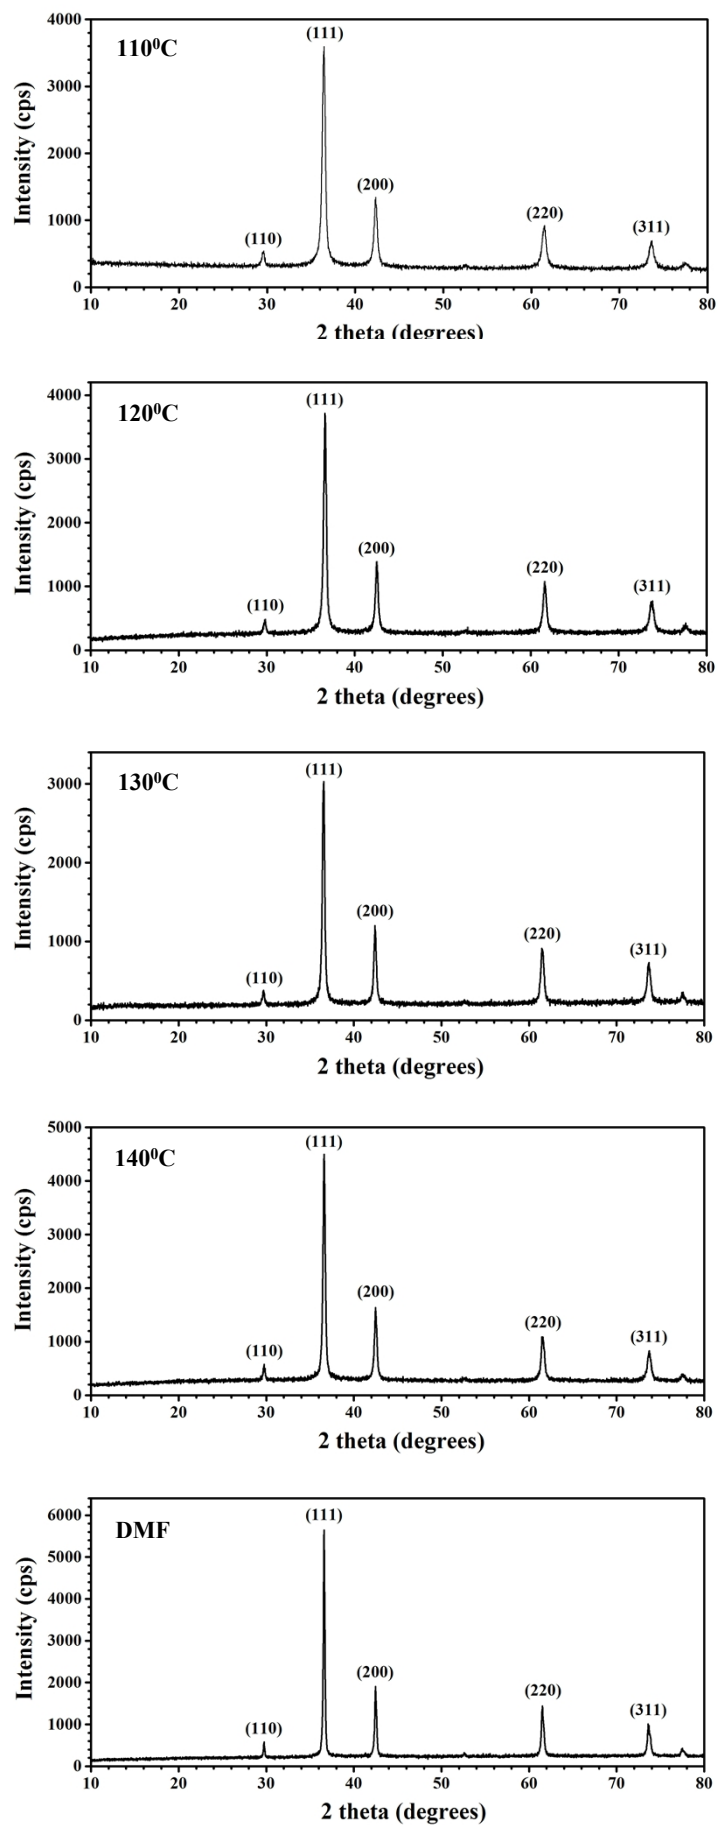 4000
(111)
110⁰C
3000
Intensity (cps)
2000
(200)
1000
(220)
(311)
(110)
0
10 20 30 40 50 60 70 80
2 theta (degrees)
4000
(111)
120⁰C
3000
Intensity (cps)
2000
(200)
1000
(220)
(311)
(110)
0
10 20 30 40 50 60 70 80
2 theta (degrees)
(111)
130⁰C
3000
Intensity (cps)
2000
(200)
1000
(220)
(311)
(110)
0
10 20 30 40 50 60 70 80
2 theta (degrees)
5000
(111)
140⁰C
4000
Intensity (cps)
3000
2000
(200)
1000
(220)
(311)
(110)
0
10 20 30 40 50 60 70 80
2 theta (degrees)
6000
(111)
DMF
5000
Intensity (cps)
4000
3000
2000
(200)
(220)
(311)
1000
(110)
0
10 20 30 40 50 60 70 80
2 theta (degrees)